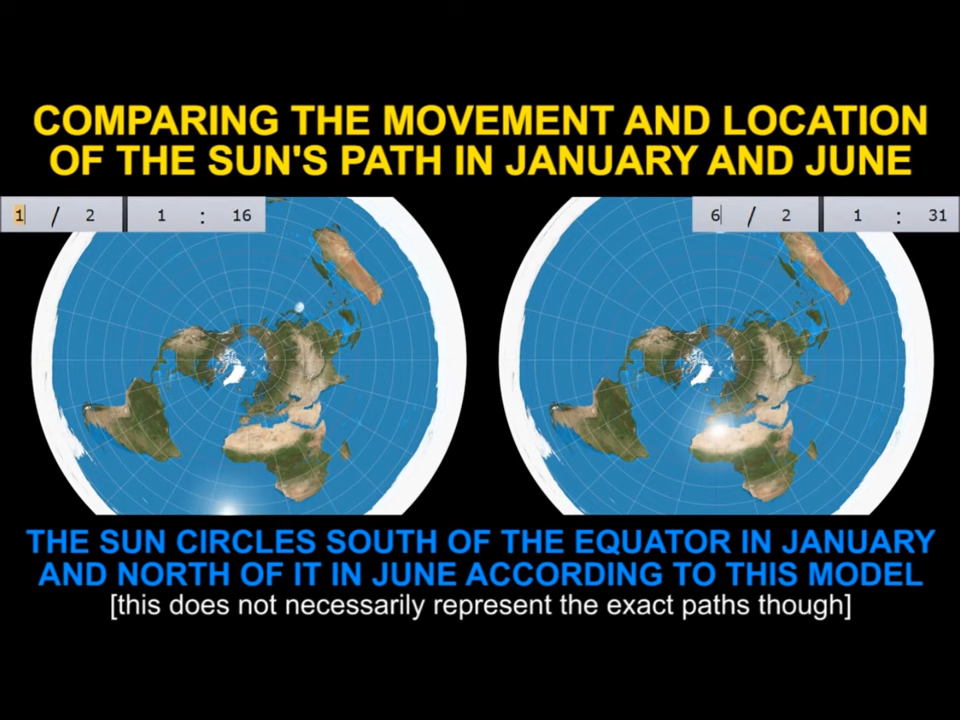 COMPARING THE MOVEMENT AND LOCATION
OF THE SUN'S PATH IN JANUARY AND JUNE
1 / 2 1 : 16
6 / 2 1 : 31
THE SUN CIRCLES SOUTH OF THE EQUATOR IN JANUARY
AND NORTH OF IT IN JUNE ACCORDING TO THIS MODEL
[this does not necessarily represent the exact paths though]